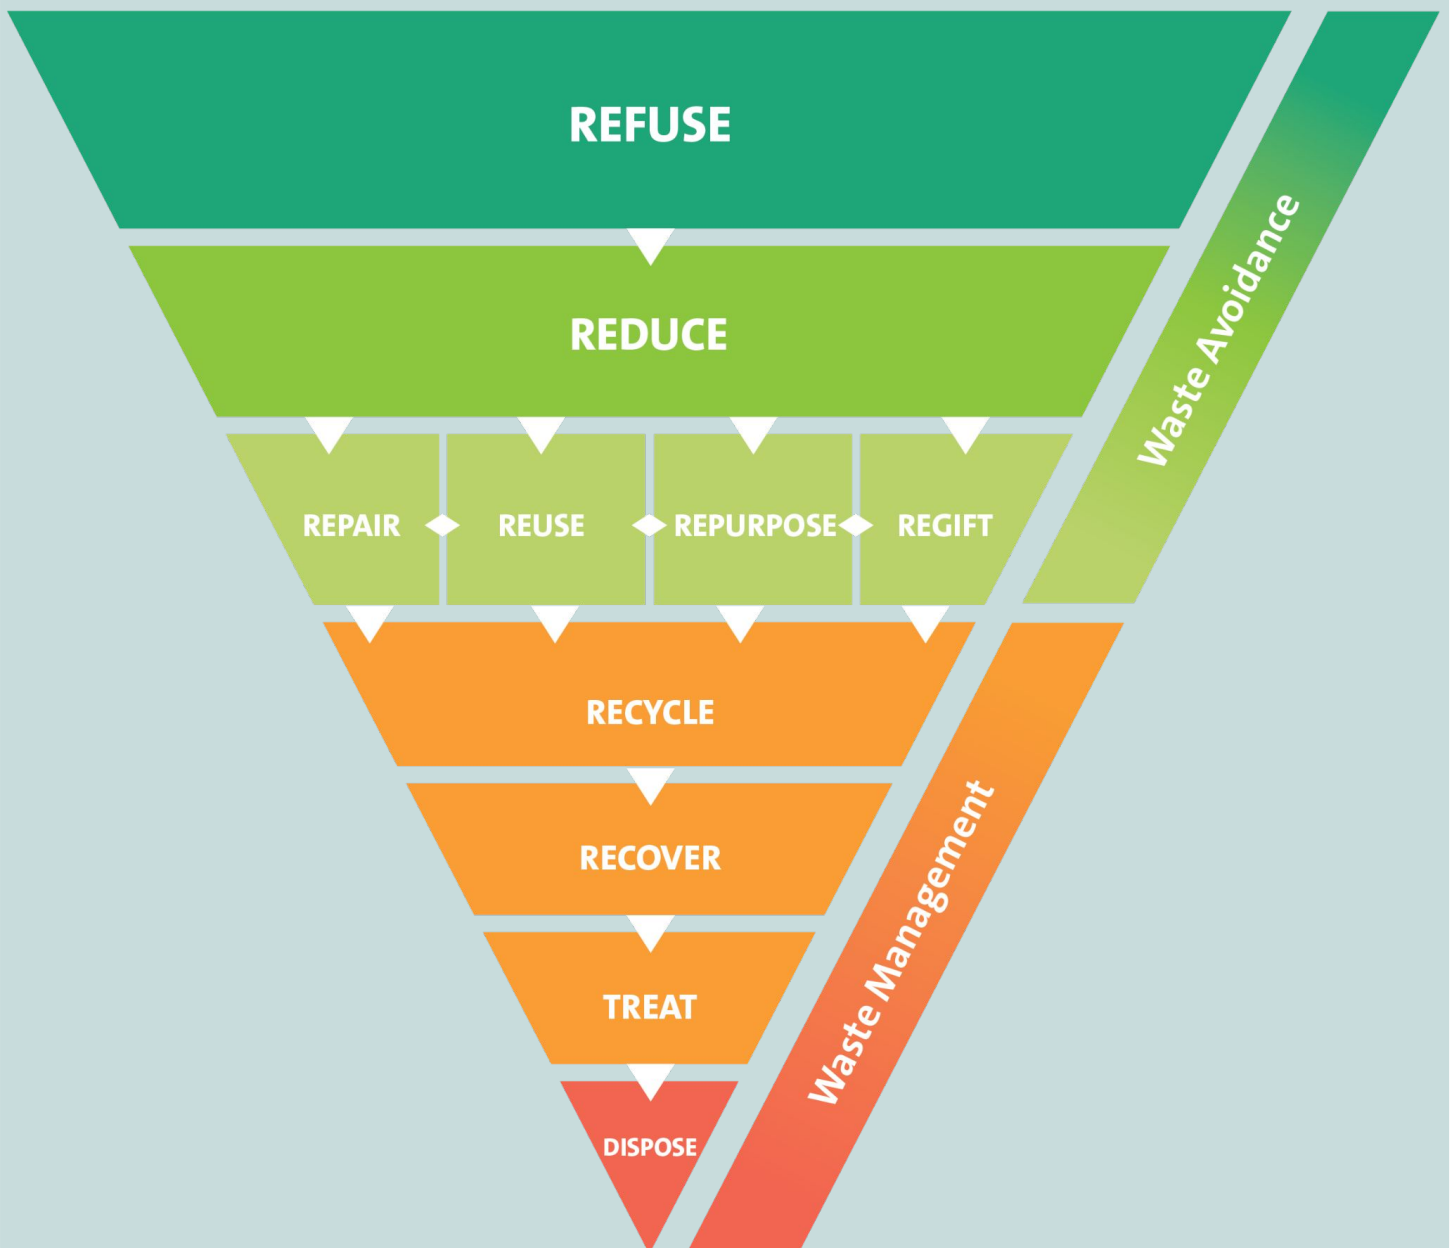 REFUSE
REDUCE
REPAIR
REUSE
REPURPOSE
REGIFT
RECYCLE
RECOVER
TREAT
DISPOSE
Waste Avoidance
Waste Management